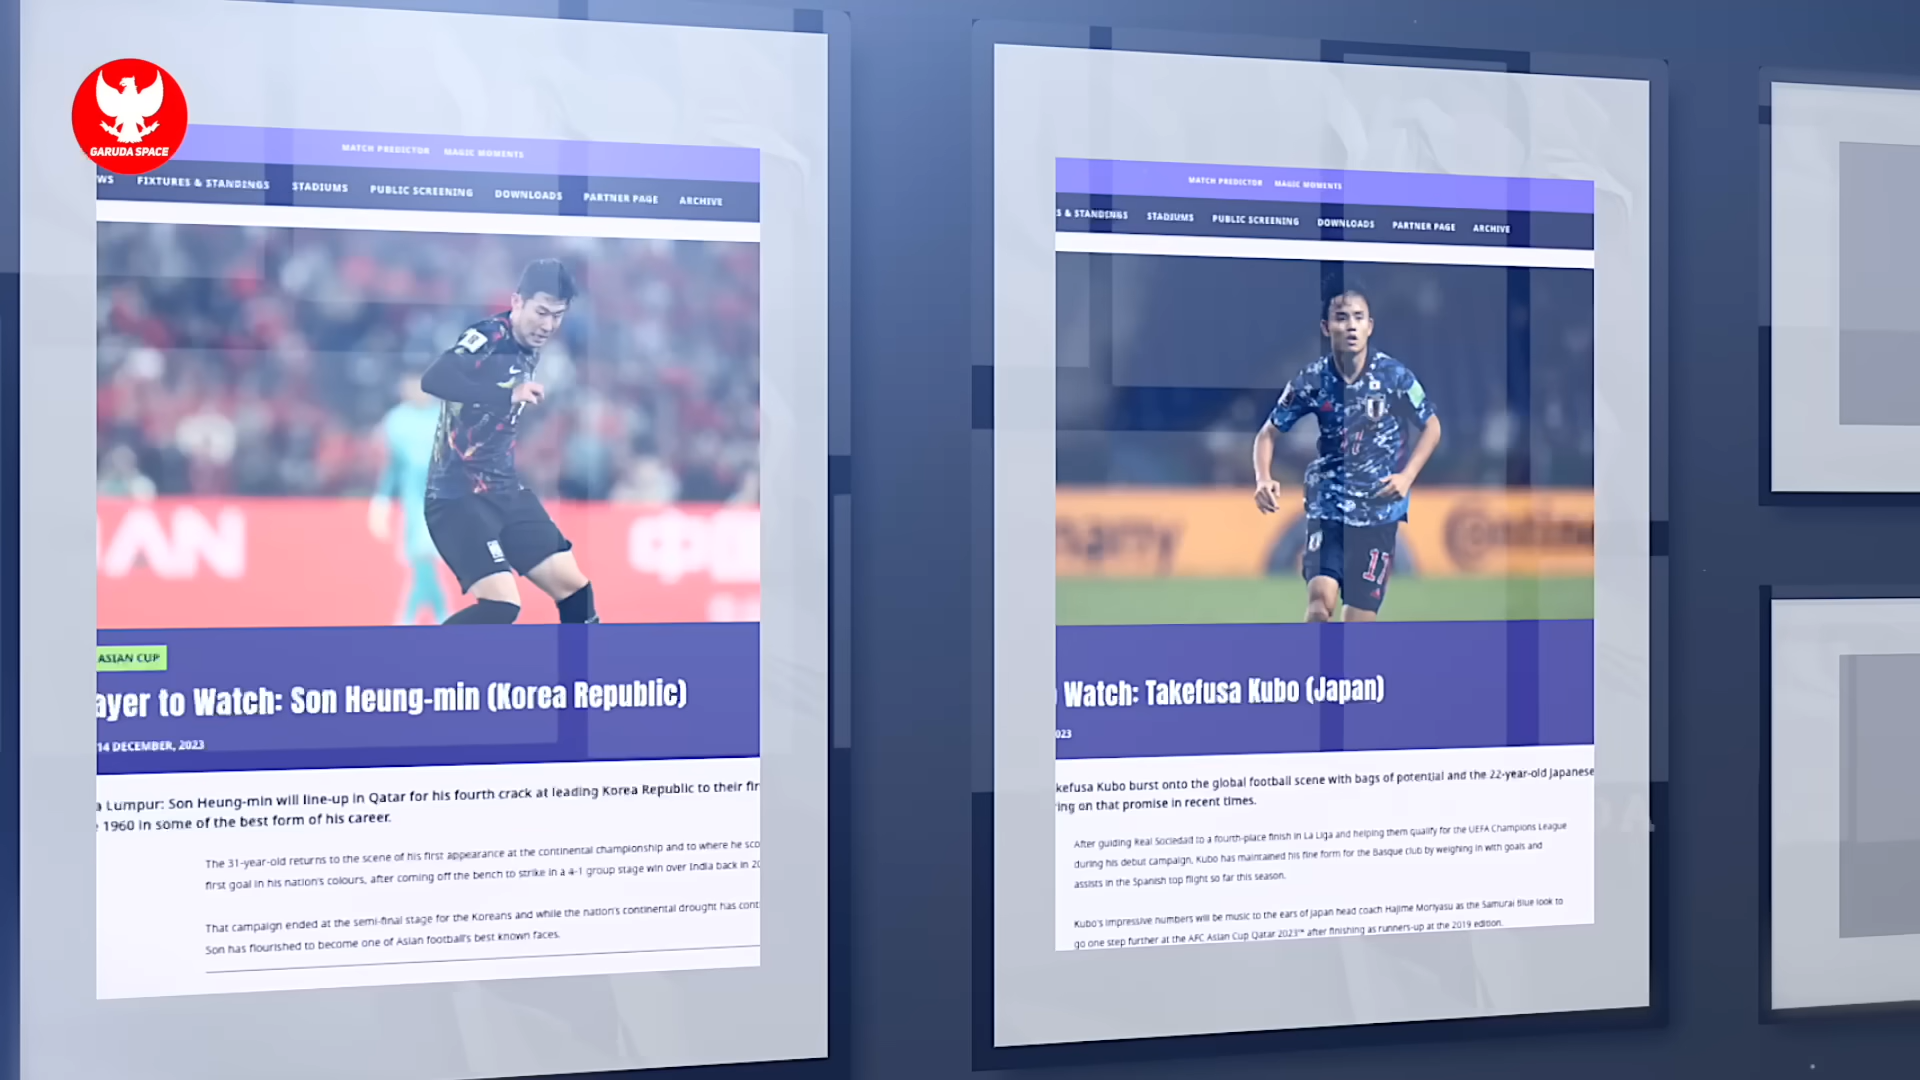 GARUDA SPACE
MATCH PREDICTOR MAGIC MOMENTS
WS FIXTURES & STANDINGS STADIUMS PUBLIC SCREENING DOWNLOADS PARTNER PAGE ARCHIVE
AN
ASIAN CUP
ayer to Watch: Son Heung-min (Korea Republic)
14 DECEMBER, 2023
a Lumpur: Son Heung-min will line-up in Qatar for his fourth crack at leading Korea Republic to their fir
1960 in some of the best form of his career.
The 31-year-old returns to the scene of his first appearance at the continental championship and to where he sco
first goal in his nation's colours, after coming off the bench to strike in a 4-1 group stage win over India back in 20
That campaign ended at the semi-final stage for the Koreans and while the nation's continental drought has cont
Son has flourished to become one of Asian football's best known faces.
MATCH PREDICTOR MAGIC MOMENTS
S & STANDINGS STADIUMS PUBLIC SCREENING DOWNLOADS PARTNER PAGE ARCHIVE
Contine
17
Watch: Takefusa Kubo (Japan)
023
kefusa Kubo burst onto the global football scene with bags of potential and the 22-year-old Japanese
ing on that promise in recent times.
After guiding Real Sociedad to a fourth-place finish in La Liga and helping them qualify for the UEFA Champions League
during his debut campaign, Kubo has maintained his fine form for the Basque club by weighing in with goals and
assists in the Spanish top flight so far this season.
Kubo's impressive numbers will be music to the ears of Japan head coach Hajime Moriyasu as the Samurai Blue look to
go one step further at the AFC Asian Cup Qatar 2023™ after finishing as runners-up at the 2019 edition.